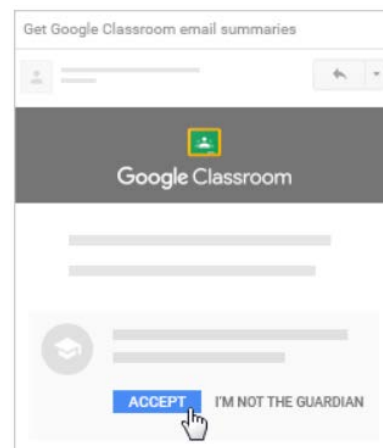 Get Google Classroom email summaries
Google Classroom
ACCEPT I'M NOT THE GUARDIAN